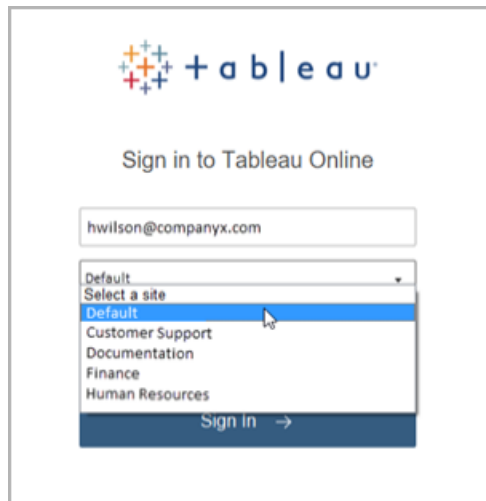 + a b | e a u
Sign in to Tableau Online
hwilson@companyx.com
Default
Select a site
Default
Customer Support
Documentation
Finance
Human Resources
Sign In →